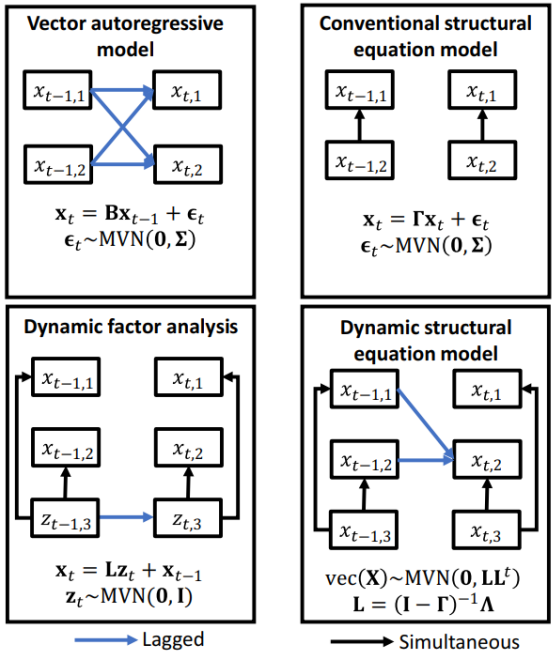 Vector autoregressive
model
x_{t−1,1} x_{t,1}
x_{t−1,2} x_{t,2}
𝐱_t = 𝐁𝐱_{t−1} + 𝛜_t
𝛜_t~MVN(𝟎, 𝚺)
Conventional structural
equation model
x_{t−1,1} x_{t,1}
x_{t−1,2} x_{t,2}
𝐱_t = 𝚪𝐱_t + 𝛜_t
𝛜_t~MVN(𝟎, 𝚺)
Dynamic factor analysis
x_{t−1,1} x_{t,1}
x_{t−1,2} x_{t,2}
z_{t−1,3} z_{t,3}
𝐱_t = 𝐋𝐳_t + 𝐱_{t−1}
𝐳_t~MVN(𝟎, 𝐈)
Dynamic structural
equation model
x_{t−1,1} x_{t,1}
x_{t−1,2} x_{t,2}
x_{t−1,3} x_{t,3}
vec(𝐗)~MVN(𝟎, 𝐋𝐋^t)
𝐋 = (𝐈 − 𝚪)^{−1}𝚲
Lagged
Simultaneous